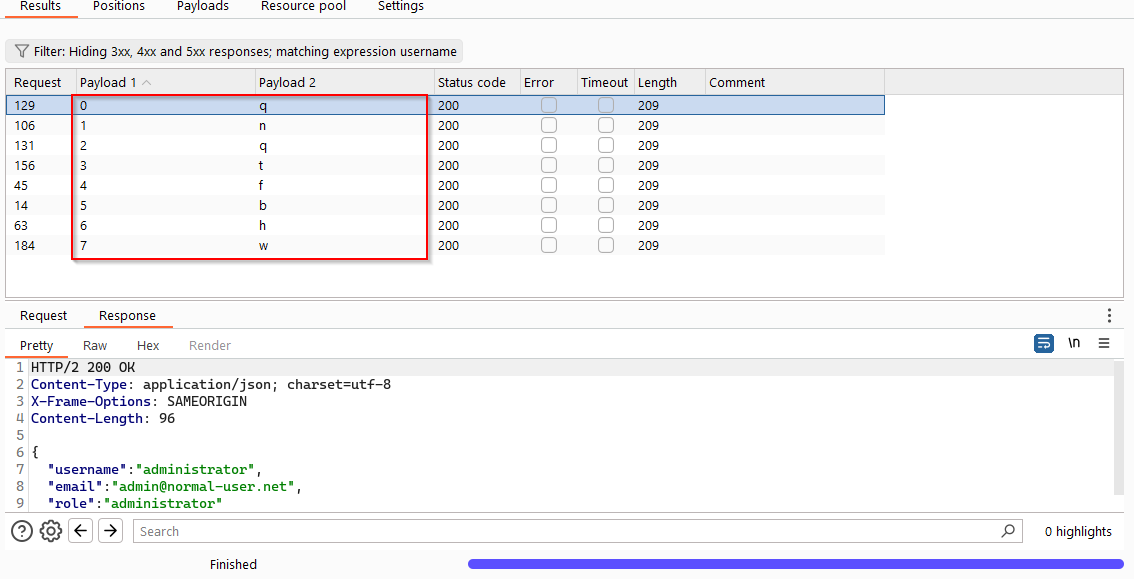 Results Positions Payloads Resource pool Settings
Filter: Hiding 3xx, 4xx and 5xx responses; matching expression username
Request Payload 1 Payload 2 Status code Error Timeout Length Comment
129 0 q 200 209
106 1 n 200 209
131 2 q 200 209
156 3 t 200 209
45 4 f 200 209
14 5 b 200 209
63 6 h 200 209
184 7 w 200 209
Request Response
Pretty Raw Hex Render \n
1 HTTP/2 200 OK
2 Content-Type: application/json; charset=utf-8
3 X-Frame-Options: SAMEORIGIN
4 Content-Length: 96
5
6 {
7 "username":"administrator",
8 "email":"admin@normal-user.net",
9 "role":"administrator"
Search 0 highlights
Finished